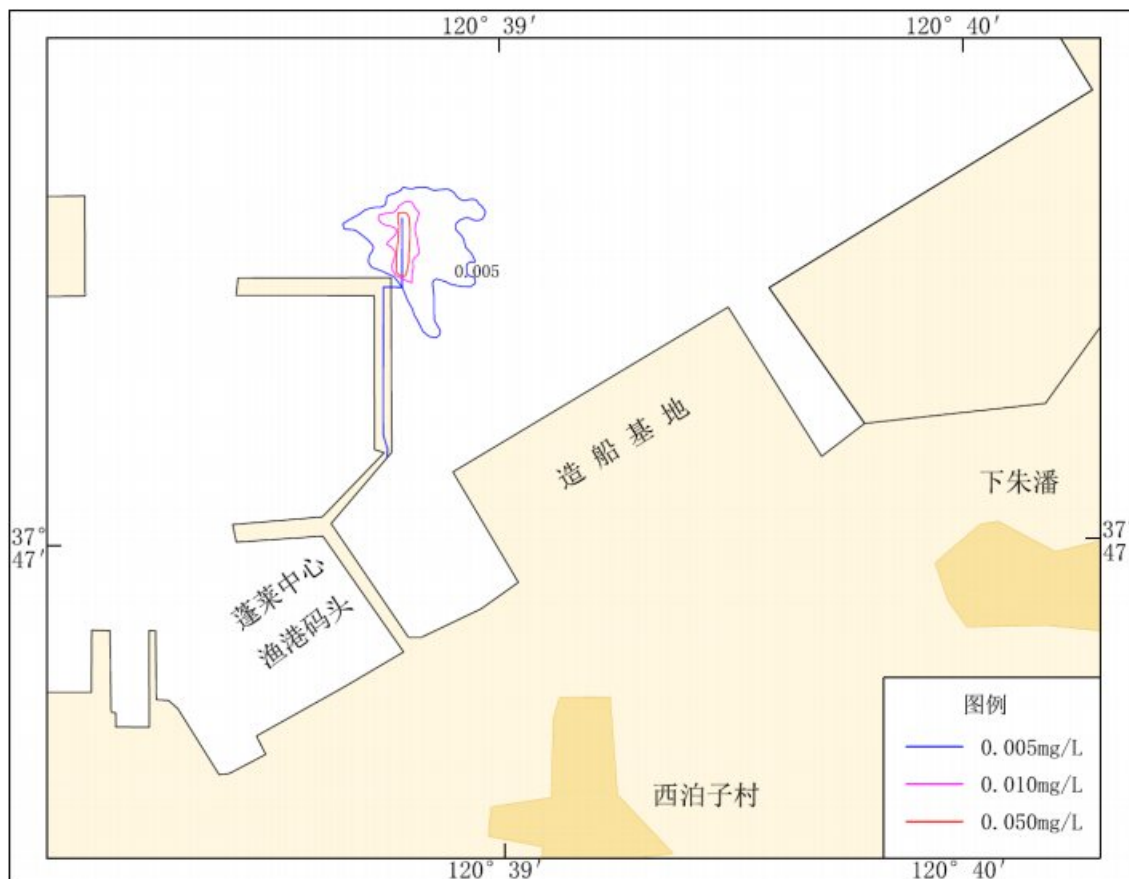 120° 39′
120° 40′
0.005
造船基地
下朱潘
37°
47′
37°
47′
蓬莱中心
渔港码头
图例
0.005mg/L
0.010mg/L
0.050mg/L
西泊子村
120° 39′
120° 40′